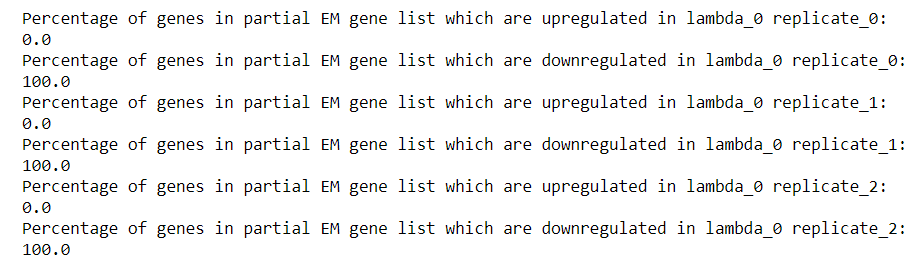 Percentage of genes in partial EM gene list which are upregulated in lambda_0 replicate_0:
0.0
Percentage of genes in partial EM gene list which are downregulated in lambda_0 replicate_0:
100.0
Percentage of genes in partial EM gene list which are upregulated in lambda_0 replicate_1:
0.0
Percentage of genes in partial EM gene list which are downregulated in lambda_0 replicate_1:
100.0
Percentage of genes in partial EM gene list which are upregulated in lambda_0 replicate_2:
0.0
Percentage of genes in partial EM gene list which are downregulated in lambda_0 replicate_2:
100.0